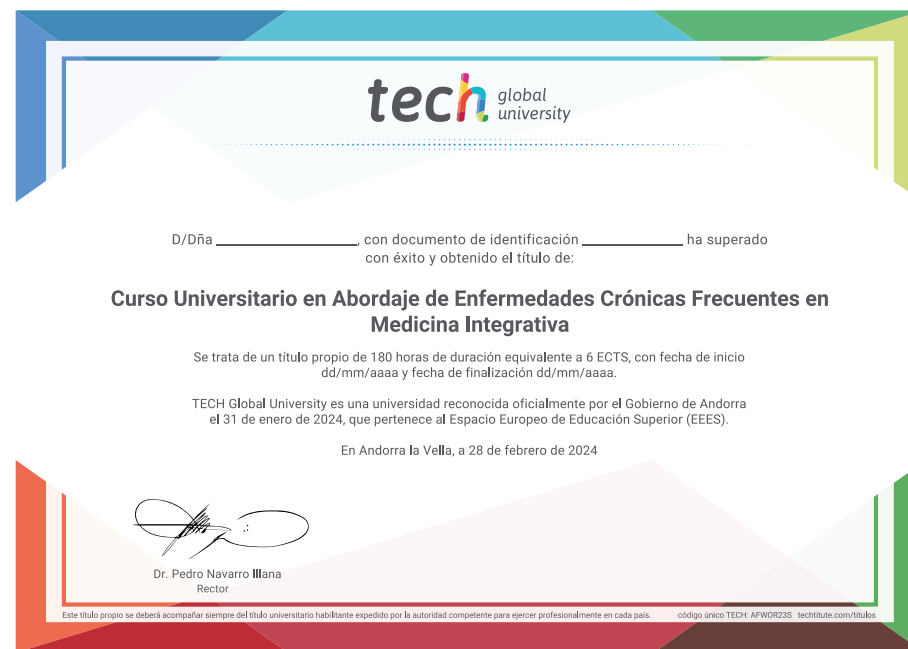 tech global
university
D/Dña ______________, con documento de identificación __________ ha superado
con éxito y obtenido el título de:
Curso Universitario en Abordaje de Enfermedades Crónicas Frecuentes en
Medicina Integrativa
Se trata de un título propio de 180 horas de duración equivalente a 6 ECTS, con fecha de inicio
dd/mm/aaaa y fecha de finalización dd/mm/aaaa.
TECH Global University es una universidad reconocida oficialmente por el Gobierno de Andorra
el 31 de enero de 2024, que pertenece al Espacio Europeo de Educación Superior (EEES).
En Andorra la Vella, a 28 de febrero de 2024
Dr. Pedro Navarro Illana
Rector
Este título propio se deberá acompañar siempre del título universitario habilitante expedido por la autoridad competente para ejercer profesionalmente en cada país. código único TECH: AFWOR23S techtitute.com/titulos